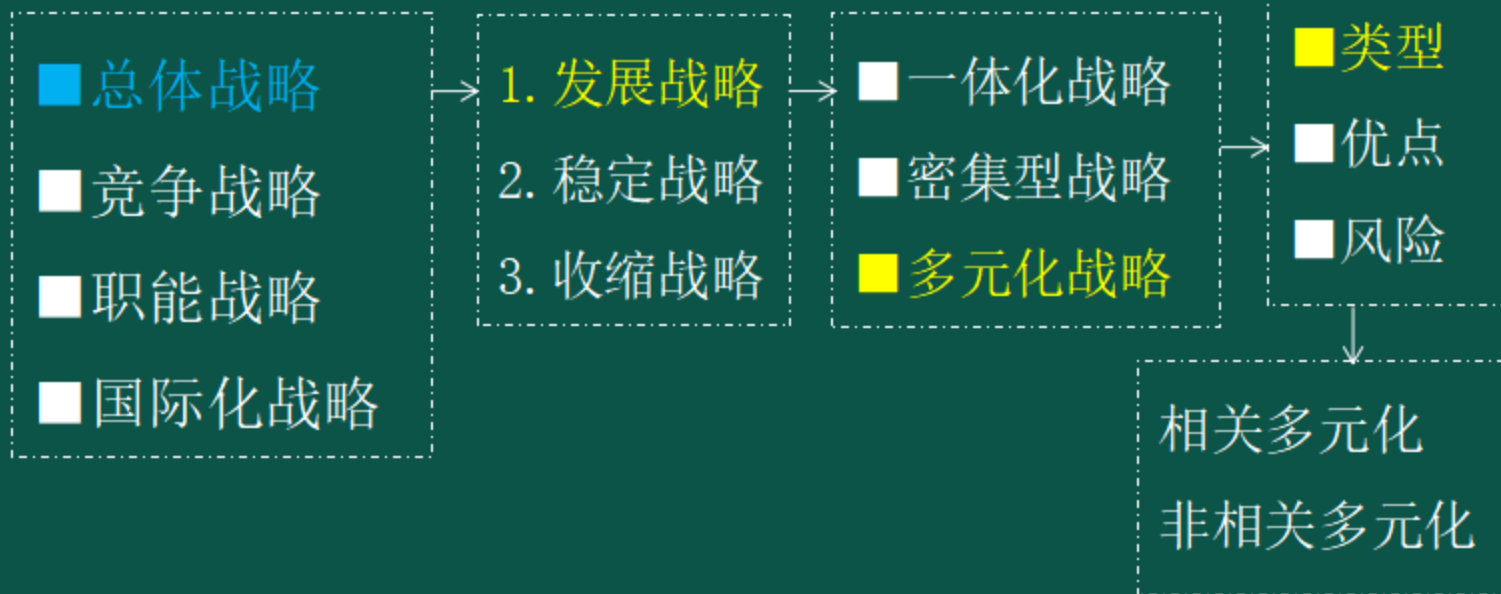 总体战略
竞争战略
职能战略
国际化战略
1. 发展战略
2. 稳定战略
3. 收缩战略
一体化战略
密集型战略
多元化战略
类型
优点
风险
相关多元化
非相关多元化